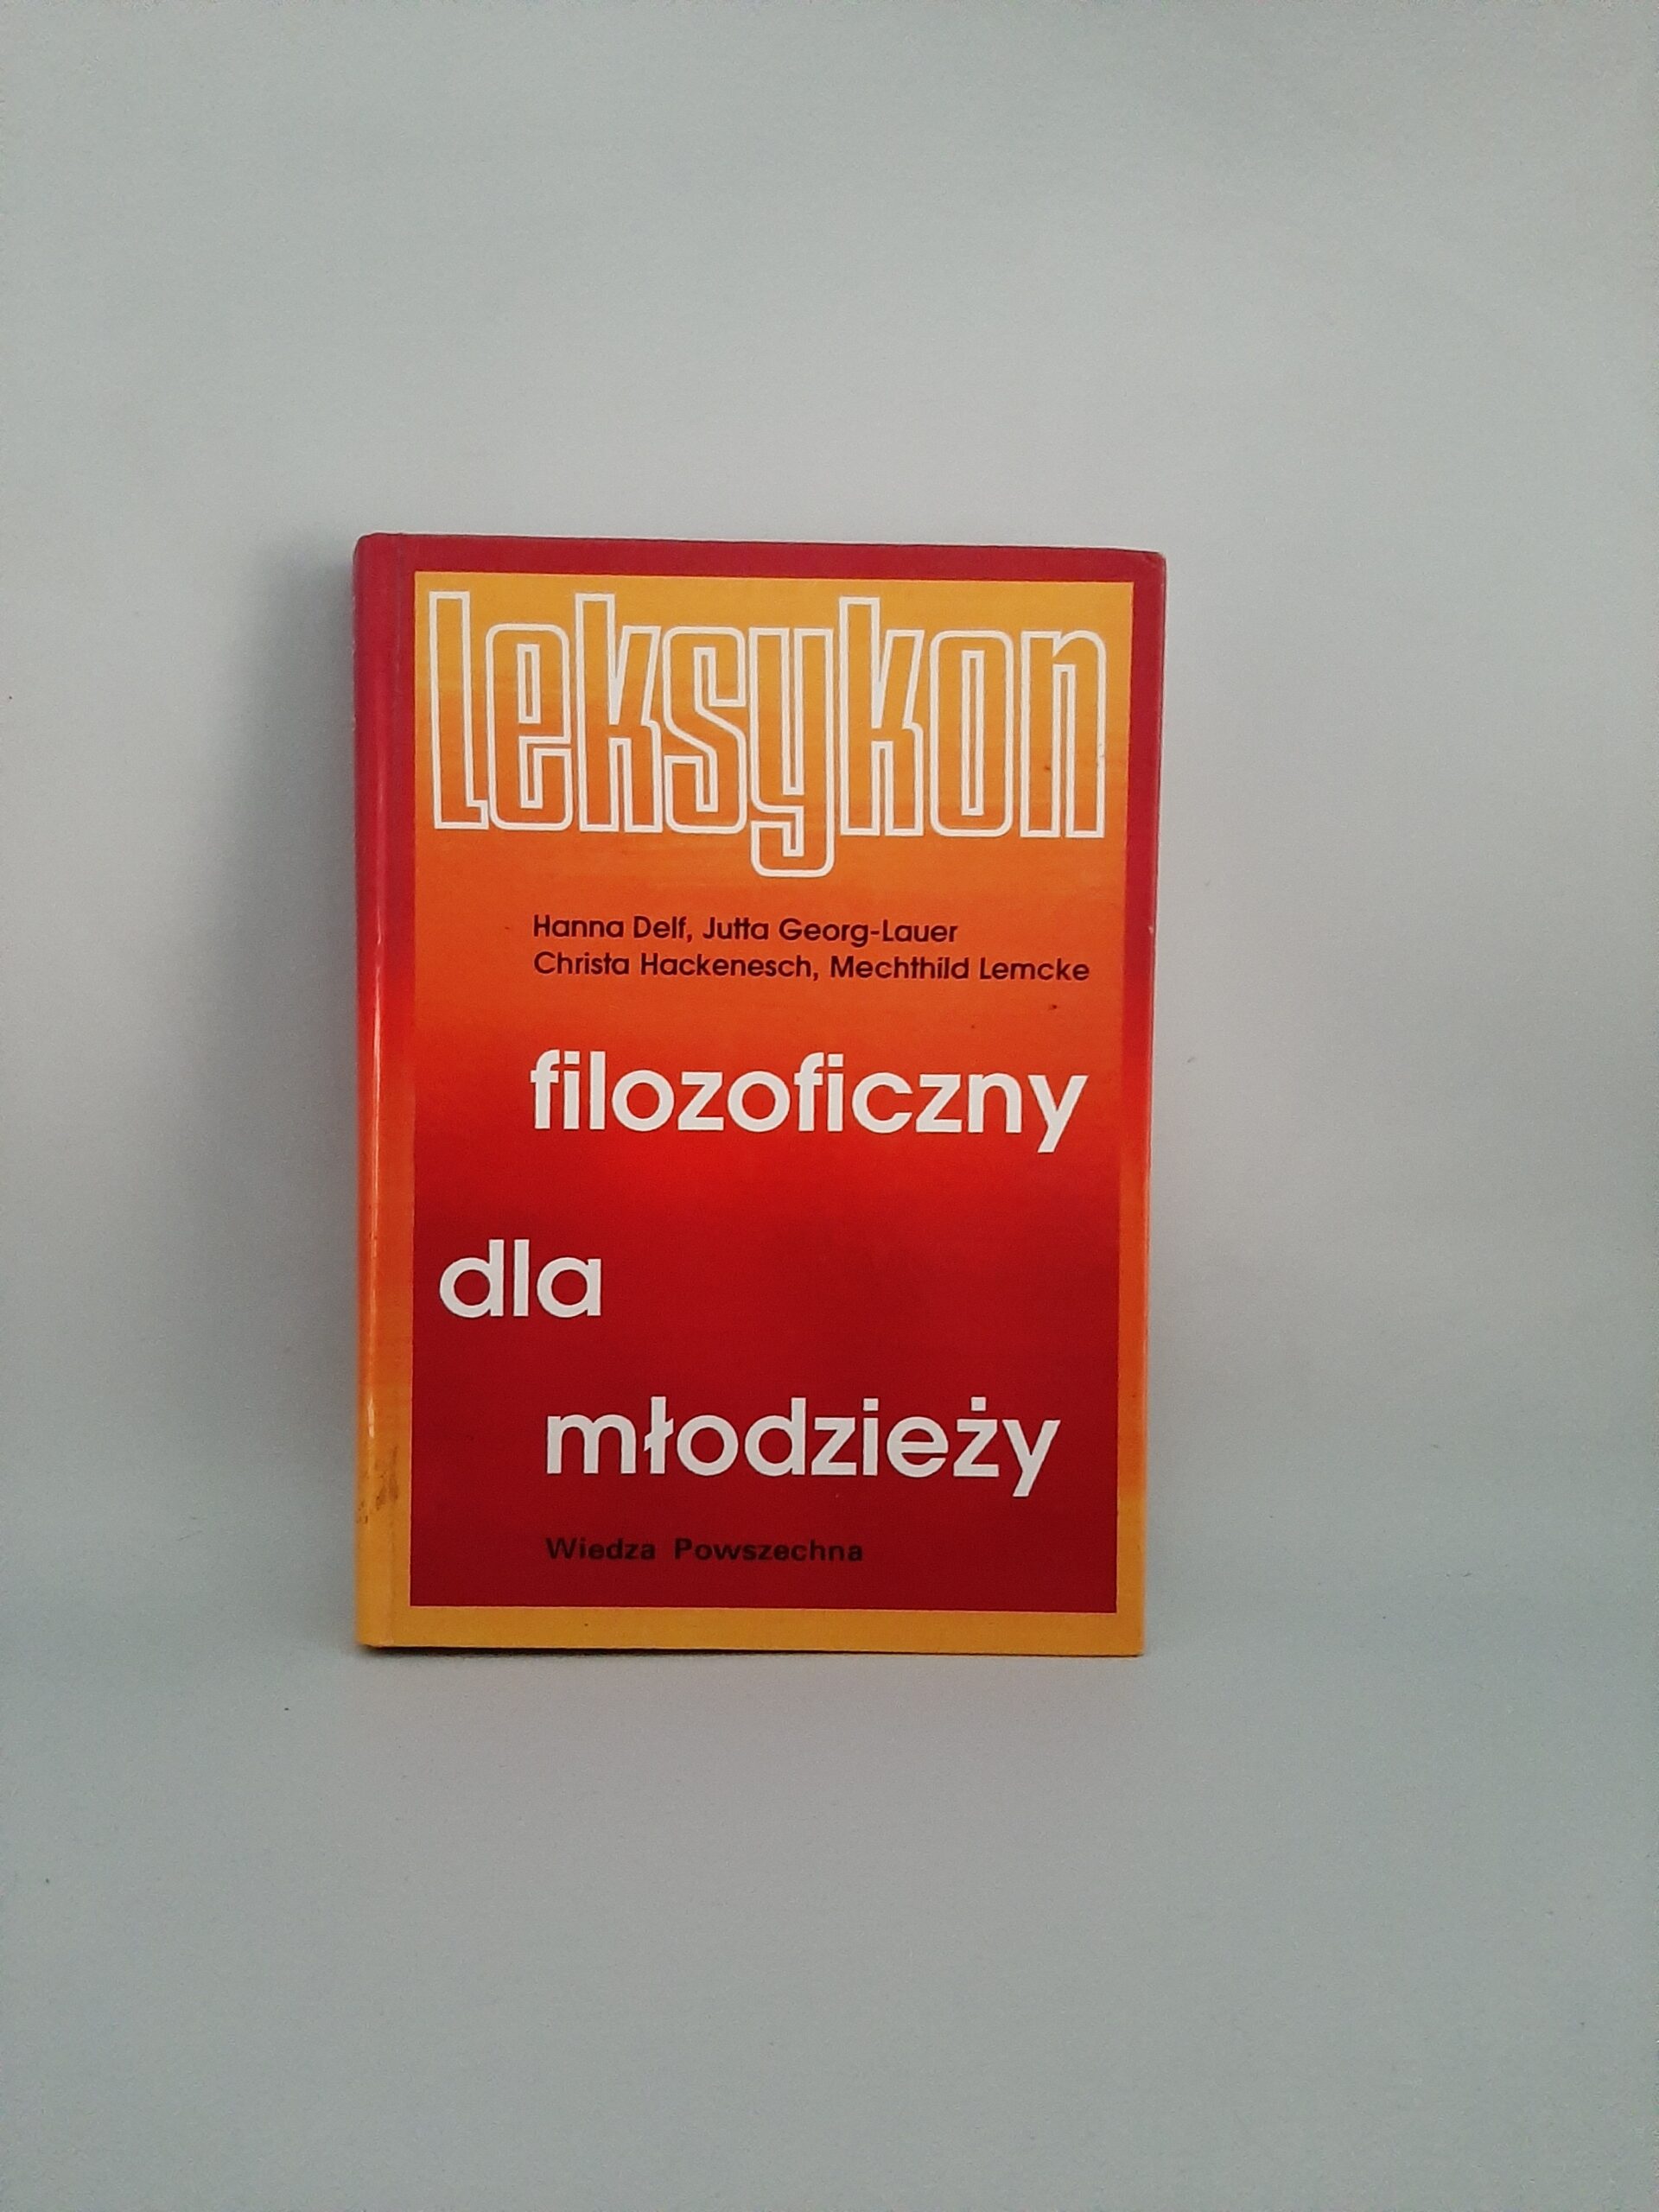 leksykon
Hanna Delf, Jutta Georg-Lauer
Christa Hackenesch, Mechthild Lemcke
filozoficzny
dla
młodzieży
Wiedza Powszechna